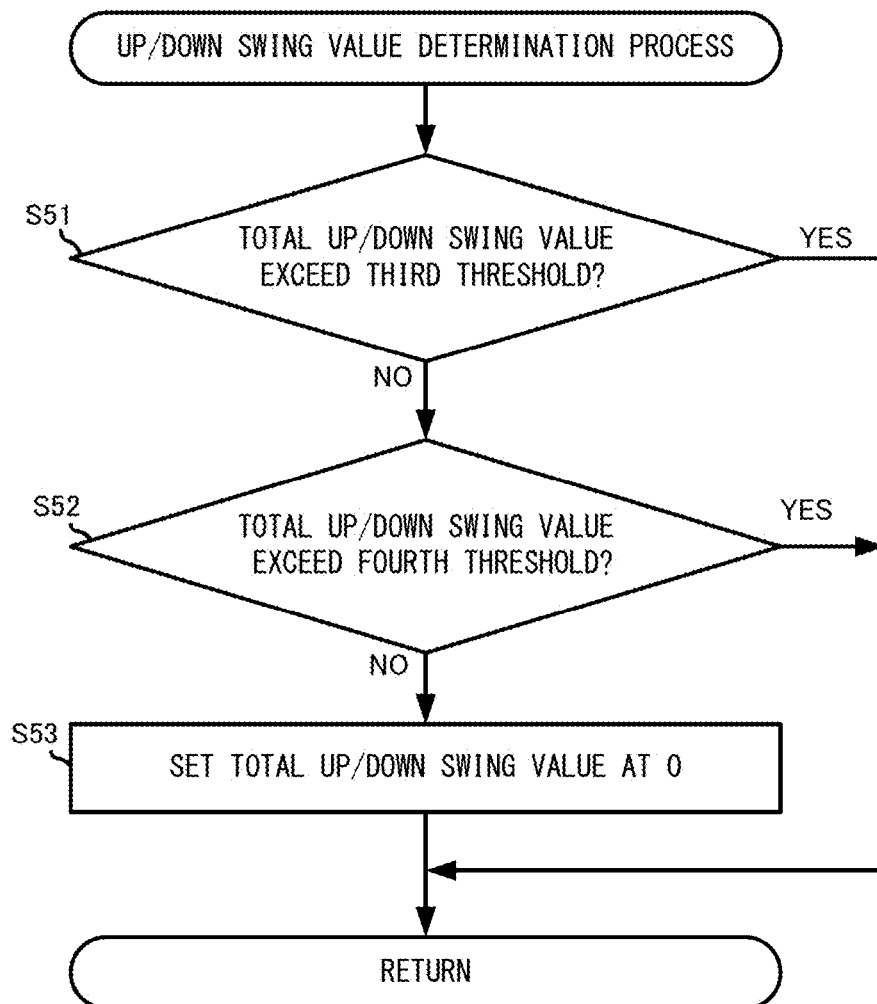 UP/DOWN SWING VALUE DETERMINATION PROCESS
S51
TOTAL UP/DOWN SWING VALUE
EXCEED THIRD THRESHOLD?
YES
NO
S52
TOTAL UP/DOWN SWING VALUE
EXCEED FOURTH THRESHOLD?
YES
NO
S53
SET TOTAL UP/DOWN SWING VALUE AT 0
RETURN